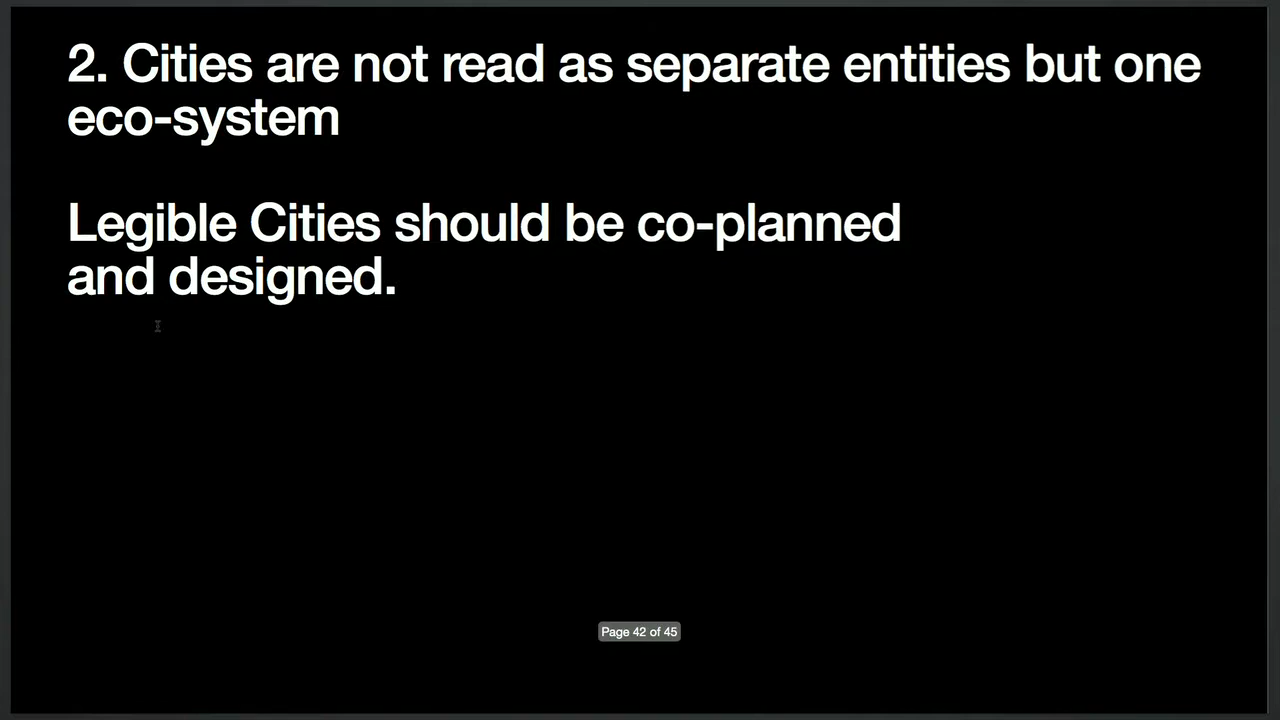 2. Cities are not read as separate entities but one
eco-system
Legible Cities should be co-planned
and designed.
Page 42 of 45